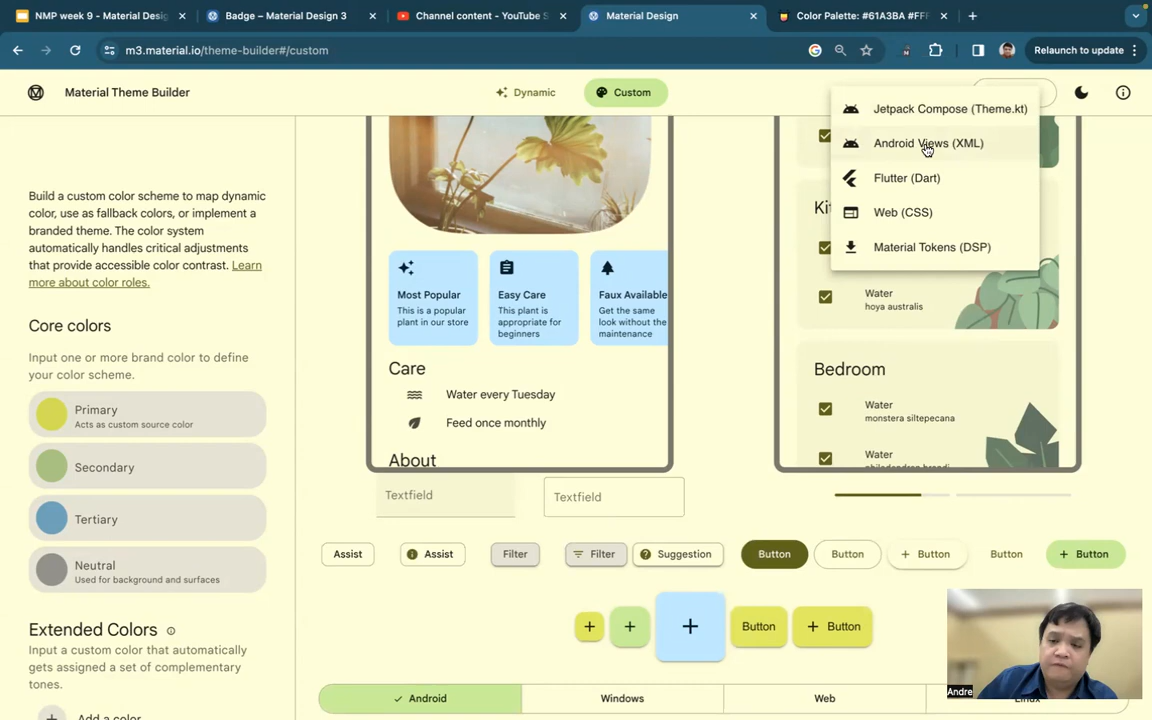 NMP week 9 - Material Desig
Badge – Material Design 3
Channel content - YouTube S
Material Design
Color Palette: #61A3BA #FFF
m3.material.io/theme-builder#/custom
Relaunch to update
Material Theme Builder
Dynamic
Custom
Jetpack Compose (Theme.kt)
Android Views (XML)
Flutter (Dart)
Web (CSS)
Material Tokens (DSP)
Build a custom color scheme to map dynamic
color, use as fallback colors, or implement a
branded theme. The color system
automatically handles critical adjustments
that provide accessible color contrast. Learn
more about color roles.
Core colors
Input one or more brand color to define
your color scheme.
Primary
Acts as custom source color
Secondary
Tertiary
Neutral
Used for background and surfaces
Extended Colors
Input a custom color that automatically
gets assigned a set of complementary
tones.
Add a color
Most Popular
This is a popular
plant in our store
Easy Care
This plant is
appropriate for
beginners
Faux Available
Get the same
look without the
maintenance
Care
Water every Tuesday
Feed once monthly
About
Kit
Water
hoya australis
Bedroom
Water
monstera siltepecana
Water
Textfield
Textfield
Assist
Assist
Filter
Filter
Suggestion
Button
Button
+ Button
Button
+ Button
+
+
+
Button
+ Button
Android
Windows
Web
Andre